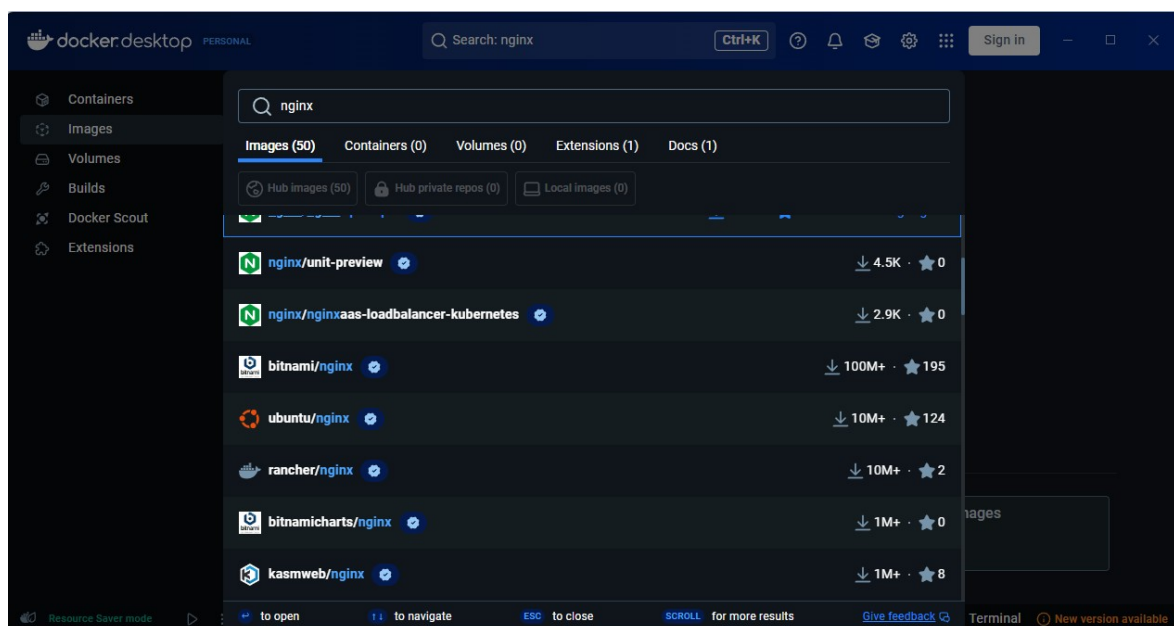 docker.desktop PERSONAL Search: nginx Ctrl+K Sign in
Containers
Images
Volumes
Builds
Docker Scout
Extensions
nginx
Images (50) Containers (0) Volumes (0) Extensions (1) Docs (1)
Hub images (50) Hub private repos (0) Local images (0)
nginx/unit-preview 4.5K · 0
nginx/nginxaas-loadbalancer-kubernetes 2.9K · 0
bitnami/nginx 100M+ · 195
ubuntu/nginx 10M+ · 124
rancher/nginx 10M+ · 2
bitnamicharts/nginx 1M+ · 0
kasmweb/nginx 1M+ · 8
to open to navigate ESC to close SCROLL for more results Give feedback
Resource Saver mode Terminal New version available